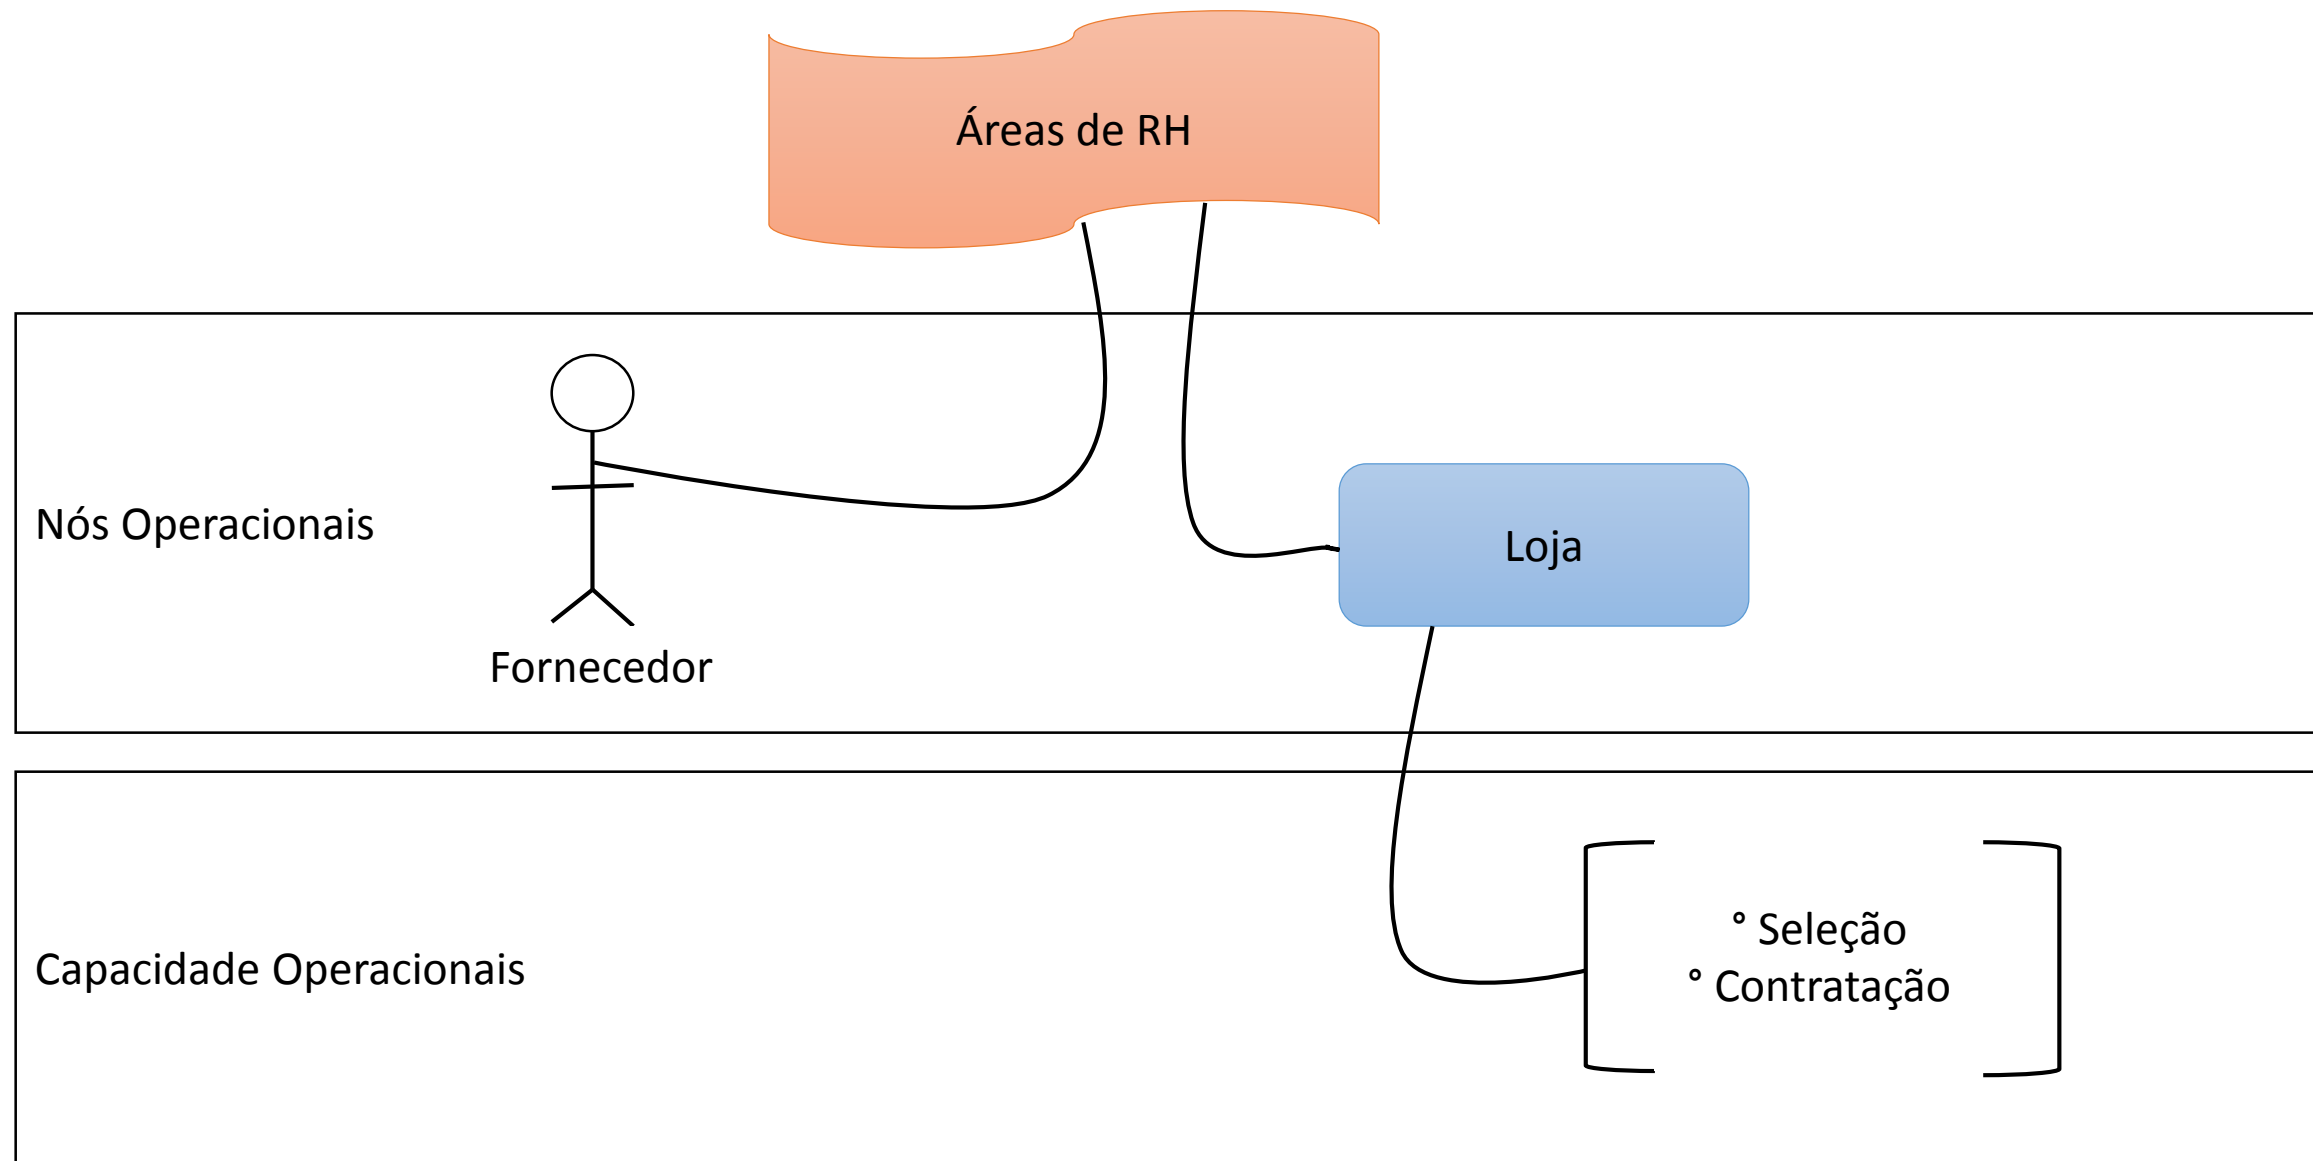 Áreas de RH
Nós Operacionais
Loja
Fornecedor
° Seleção
° Contratação
Capacidade Operacionais